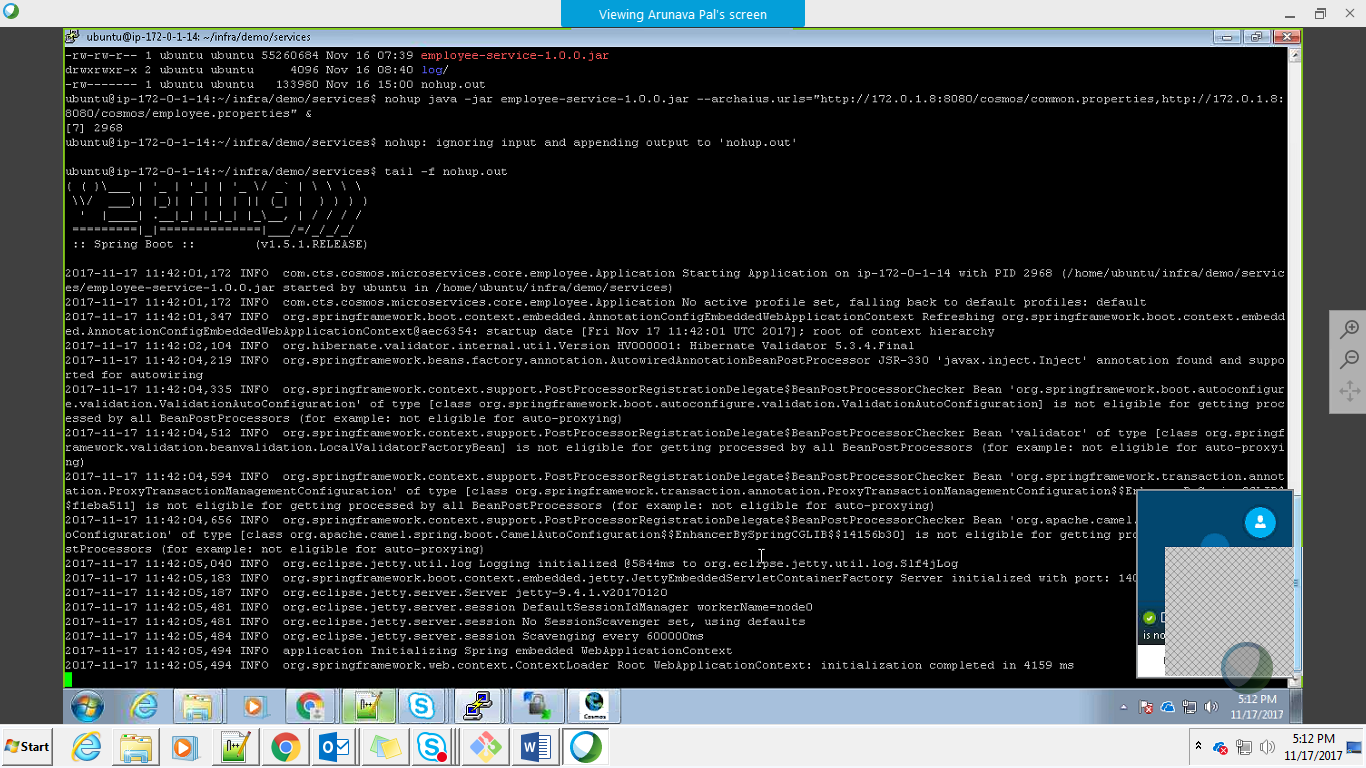 Viewing Arunava Pal's screen
ubuntu@ip-172-0-1-14: ~/infra/demo/services
-rw-rw-r-- 1 ubuntu ubuntu 55260684 Nov 16 07:39 employee-service-1.0.0.jar
drwxrwxr-x 2 ubuntu ubuntu     4096 Nov 16 08:40 log/
-rw------- 1 ubuntu ubuntu   133980 Nov 16 15:00 nohup.out
ubuntu@ip-172-0-1-14:~/infra/demo/services$ nohup java -jar employee-service-1.0.0.jar --archaius.urls="http://172.0.1.8:8080/cosmos/common.properties,http://172.0.1.8:
8080/cosmos/employee.properties" &
[7] 2968
ubuntu@ip-172-0-1-14:~/infra/demo/services$ nohup: ignoring input and appending output to 'nohup.out'
ubuntu@ip-172-0-1-14:~/infra/demo/services$ tail -f nohup.out
( ( )\___ | '_ | '_| | '_ \/ _` | \ \ \ \
 \\/  ___)| |_)| | | | | || (_| |  ) ) ) )
  '  |____| .__|_| |_|_| |_\__, | / / / /
 =========|_|==============|___/=/_/_/_/
 :: Spring Boot ::        (v1.5.1.RELEASE)
2017-11-17 11:42:01,172 INFO  com.cts.cosmos.microservices.core.employee.Application Starting Application on ip-172-0-1-14 with PID 2968 (/home/ubuntu/infra/demo/servic
es/employee-service-1.0.0.jar started by ubuntu in /home/ubuntu/infra/demo/services)
2017-11-17 11:42:01,172 INFO  com.cts.cosmos.microservices.core.employee.Application No active profile set, falling back to default profiles: default
2017-11-17 11:42:01,347 INFO  org.springframework.boot.context.embedded.AnnotationConfigEmbeddedWebApplicationContext Refreshing org.springframework.boot.context.embedd
ed.AnnotationConfigEmbeddedWebApplicationContext@aec6354: startup date [Fri Nov 17 11:42:01 UTC 2017]; root of context hierarchy
2017-11-17 11:42:02,104 INFO  org.hibernate.validator.internal.util.Version HV000001: Hibernate Validator 5.3.4.Final
2017-11-17 11:42:04,219 INFO  org.springframework.beans.factory.annotation.AutowiredAnnotationBeanPostProcessor JSR-330 'javax.inject.Inject' annotation found and suppo
rted for autowiring
2017-11-17 11:42:04,335 INFO  org.springframework.context.support.PostProcessorRegistrationDelegate$BeanPostProcessorChecker Bean 'org.springframework.boot.autoconfigur
e.validation.ValidationAutoConfiguration' of type [class org.springframework.boot.autoconfigure.validation.ValidationAutoConfiguration] is not eligible for getting proc
essed by all BeanPostProcessors (for example: not eligible for auto-proxying)
2017-11-17 11:42:04,512 INFO  org.springframework.context.support.PostProcessorRegistrationDelegate$BeanPostProcessorChecker Bean 'validator' of type [class org.springf
ramework.validation.beanvalidation.LocalValidatorFactoryBean] is not eligible for getting processed by all BeanPostProcessors (for example: not eligible for auto-proxyi
ng)
2017-11-17 11:42:04,594 INFO  org.springframework.context.support.PostProcessorRegistrationDelegate$BeanPostProcessorChecker Bean 'org.springframework.transaction.annot
ation.ProxyTransactionManagementConfiguration' of type [class org.springframework.transaction.annotation.ProxyTransactionManagementConfiguration$$
$f1eba511] is not eligible for getting processed by all BeanPostProcessors (for example: not eligible for auto-proxying)
2017-11-17 11:42:04,656 INFO  org.springframework.context.support.PostProcessorRegistrationDelegate$BeanPostProcessorChecker Bean 'org.apache.camel.
oConfiguration' of type [class org.apache.camel.spring.boot.CamelAutoConfiguration$$EnhancerBySpringCGLIB$$14156b30] is not eligible for getting pro
stProcessors (for example: not eligible for auto-proxying)
2017-11-17 11:42:05,040 INFO  org.eclipse.jetty.util.log Logging initialized @5844ms to org.eclipse.jetty.util.log.Slf4jLog
2017-11-17 11:42:05,183 INFO  org.springframework.boot.context.embedded.jetty.JettyEmbeddedServletContainerFactory Server initialized with port: 140
2017-11-17 11:42:05,187 INFO  org.eclipse.jetty.server.Server jetty-9.4.1.v20170120
2017-11-17 11:42:05,481 INFO  org.eclipse.jetty.server.session DefaultSessionIdManager workerName=node0
2017-11-17 11:42:05,481 INFO  org.eclipse.jetty.server.session No SessionScavenger set, using defaults
2017-11-17 11:42:05,484 INFO  org.eclipse.jetty.server.session Scavenging every 600000ms
2017-11-17 11:42:05,494 INFO  application Initializing Spring embedded WebApplicationContext
2017-11-17 11:42:05,494 INFO  org.springframework.web.context.ContextLoader Root WebApplicationContext: initialization completed in 4159 ms
is no
Cosmos
5:12 PM
11/17/2017
Start
5:12 PM
11/17/2017